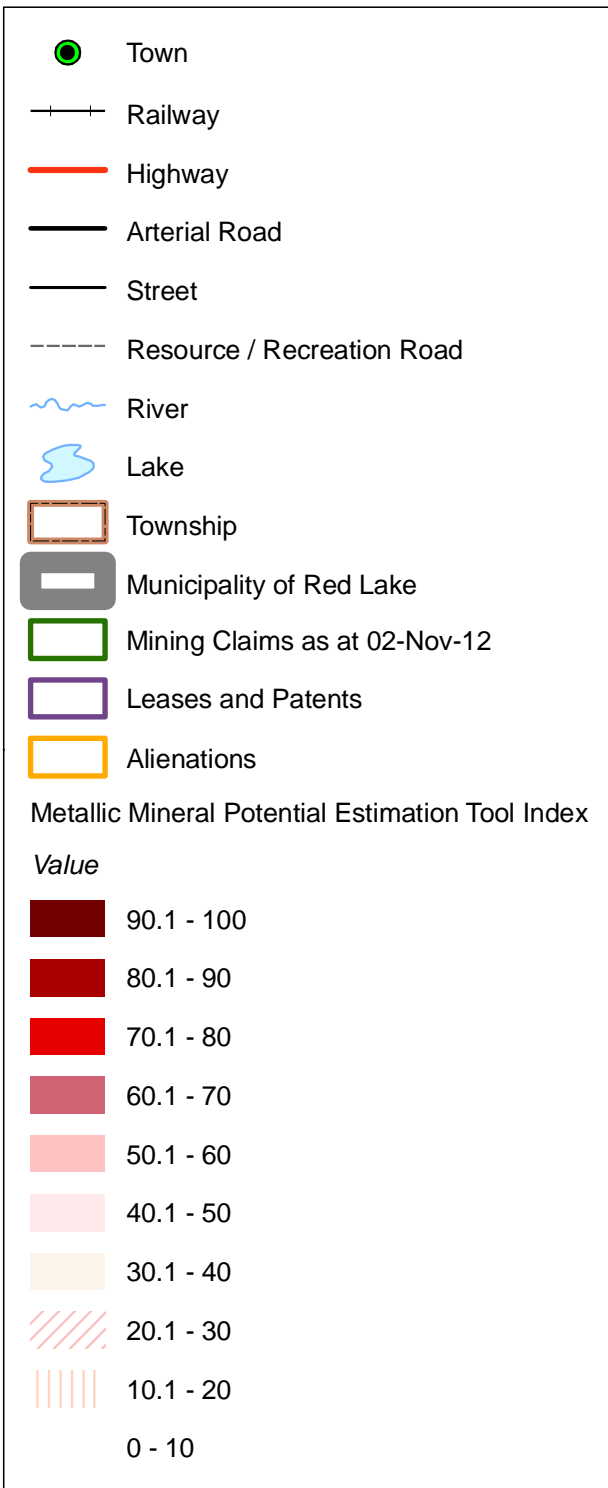 Town
Railway
Highway
Arterial Road
Street
Resource / Recreation Road
River
Lake
Township
Municipality of Red Lake
Mining Claims as at 02-Nov-12
Leases and Patents
Alienations
Metallic Mineral Potential Estimation Tool Index
Value
90.1 - 100
80.1 - 90
70.1 - 80
60.1 - 70
50.1 - 60
40.1 - 50
30.1 - 40
20.1 - 30
10.1 - 20
0 - 10